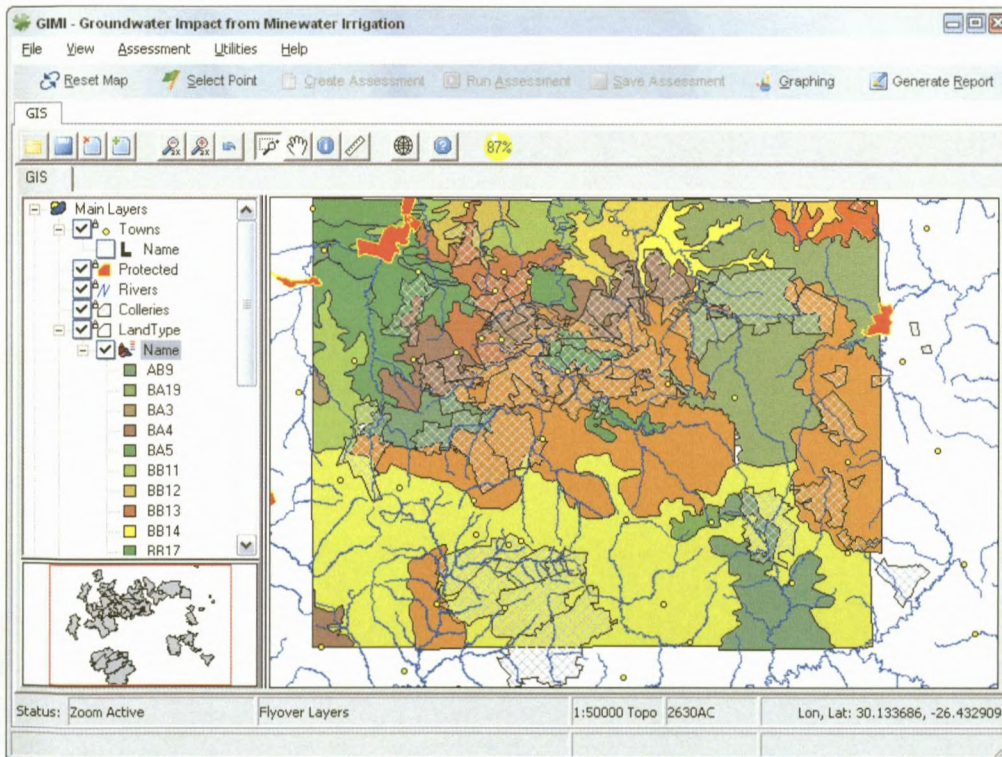 GIMI - Groundwater Impact from Minewater Irrigation
File View Assessment Utilities Help
Reset Map Select Point Create Assessment Run Assessment Save Assessment Graphing Generate Report
GIS
2X 2X 87%
GIS
Main Layers
Towns
Name
Protected
Rivers
Colleries
LandType
Name
AB9
BA19
BA3
BA4
BA5
BB11
BB12
BB13
BB14
BB17
Status: Zoom Active Flyover Layers 1:50000 Topo 2630AC Lon, Lat: 30.133686, -26.432909